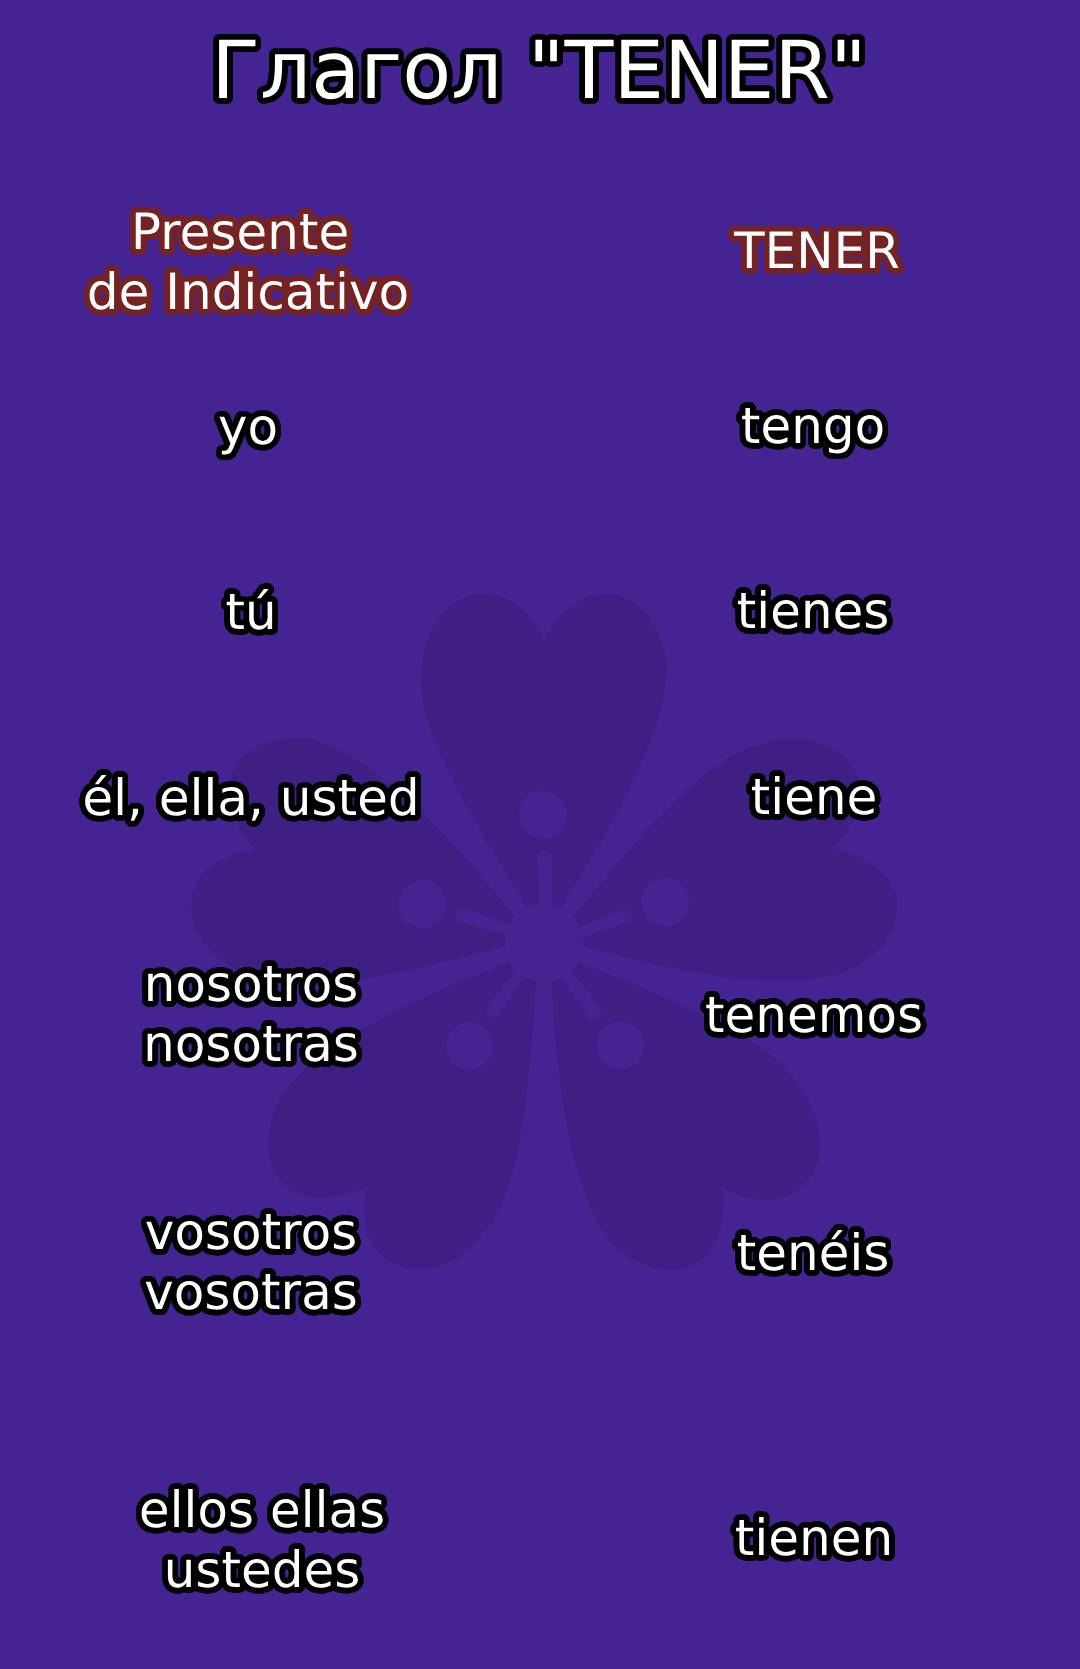 Глагол "TENER"
Presente
de Indicativo
TENER
yo
tengo
tú
tienes
él, ella, usted
tiene
nosotros
nosotras
tenemos
vosotros
vosotras
tenéis
ellos ellas
ustedes
tienen